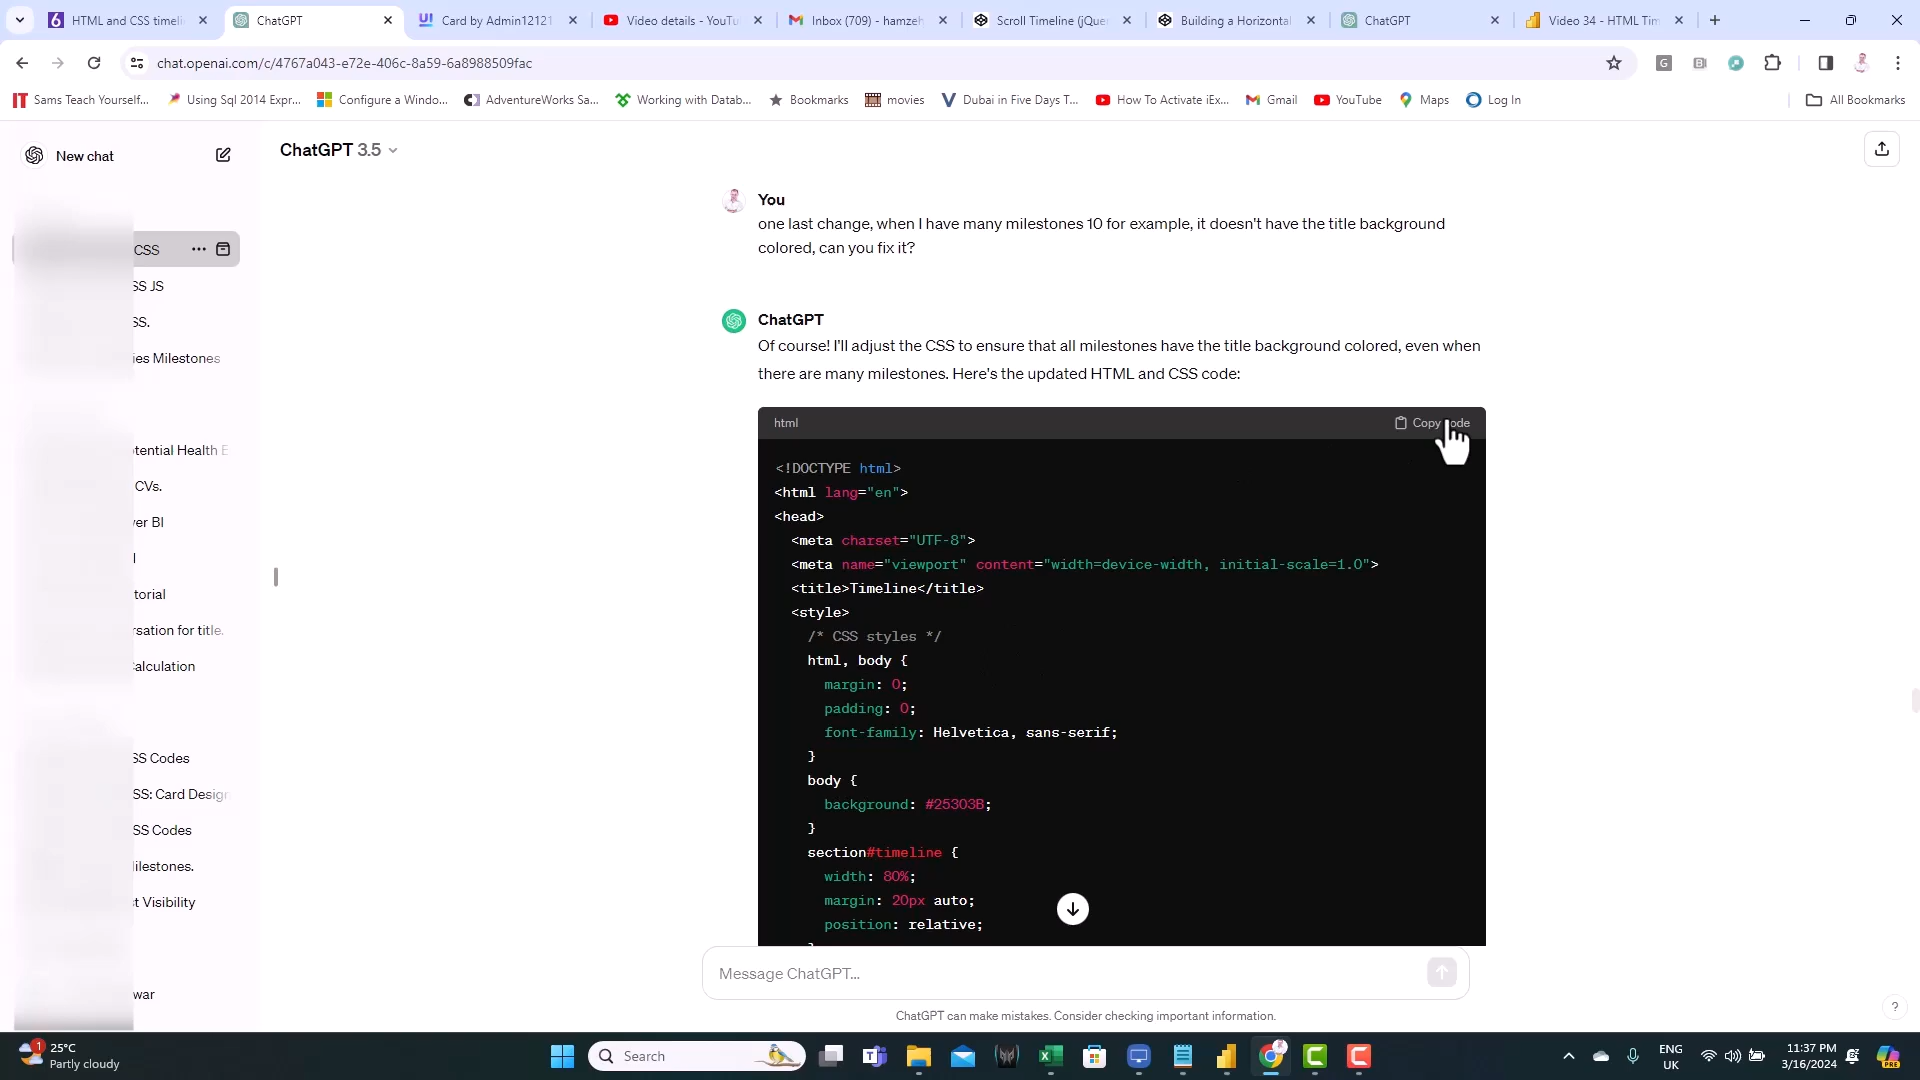 HTML and CSS timeli
ChatGPT
Card by Admin12121
Video details - YouTu
Inbox (709) - hamzeh
Scroll Timeline (jQue
Building a Horizontal
ChatGPT
Video 34 - HTML Tim
chat.openai.com/c/4767a043-e72e-406c-8a59-6a8988509fac
Sams Teach Yourself...
Using Sql 2014 Expr...
Configure a Windo...
AdventureWorks Sa...
Working with Datab...
Bookmarks
movies
Dubai in Five Days T...
How To Activate iEx...
Gmail
YouTube
Maps
Log In
All Bookmarks
New chat
ChatGPT 3.5
CSS
SS JS
SS.
ies Milestones
tential Health E
CVs.
er BI
torial
rsation for title.
alculation
SS Codes
SS: Card Design
SS Codes
ilestones.
t Visibility
war
You
one last change, when I have many milestones 10 for example, it doesn't have the title background
colored, can you fix it?
ChatGPT
Of course! I'll adjust the CSS to ensure that all milestones have the title background colored, even when
there are many milestones. Here's the updated HTML and CSS code:
html
Copy code
<!DOCTYPE html>
<html lang="en">
<head>
<meta charset="UTF-8">
<meta name="viewport" content="width=device-width, initial-scale=1.0">
<title>Timeline</title>
<style>
/* CSS styles */
html, body {
margin: 0;
padding: 0;
font-family: Helvetica, sans-serif;
}
body {
background: #25303B;
}
section#timeline {
width: 80%;
margin: 20px auto;
position: relative;
Message ChatGPT...
ChatGPT can make mistakes. Consider checking important information.
?
1
25°C
Partly cloudy
Search
ENG
UK
11:37 PM
3/16/2024